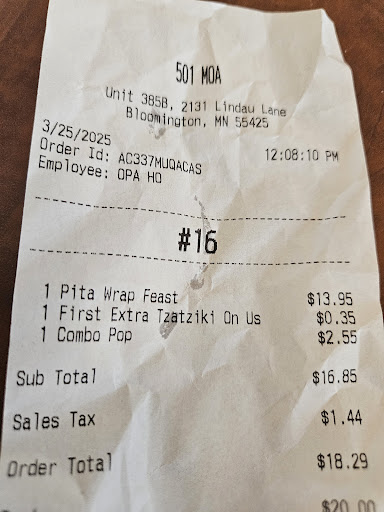 501 MOA
Unit 385B, 2131 Lindau Lane
Bloomington, MN 55425
3/25/2025 12:08:10 PM
Order Id: AC337MUQACAS
Employee: OPA HO
#16
1 Pita Wrap Feast $13.95
1 First Extra Tzatziki On Us $0.35
1 Combo Pop $2.55
Sub Total $16.85
Sales Tax $1.44
Order Total $18.29
$20.00